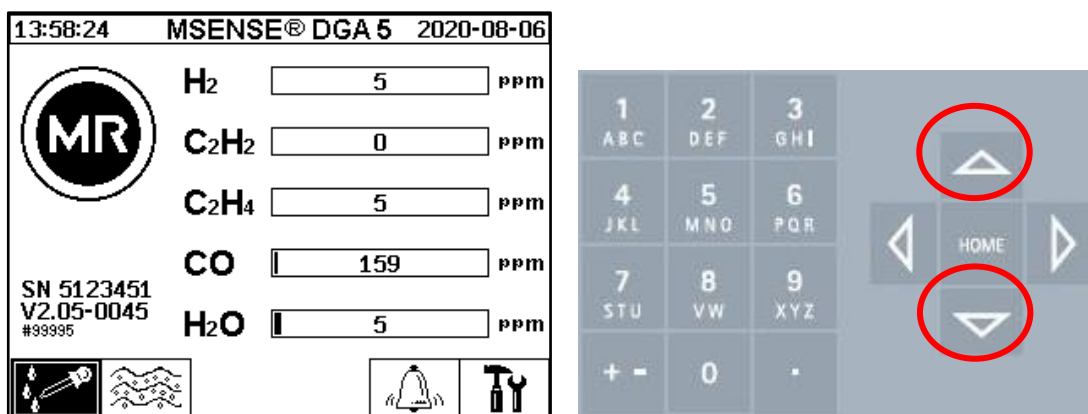 13:58:24 MSENSE® DGA 5 2020-08-06
MR
H2 5 ppm
C2H2 0 ppm
C2H4 5 ppm
CO 159 ppm
H2O 5 ppm
SN 5123451
V2.05-0045
#99995
1 2 3
ABC DEF GHI
4 5 6
JKL MNO PQR
HOME
7 8 9
STU VW XYZ
+ - 0 .